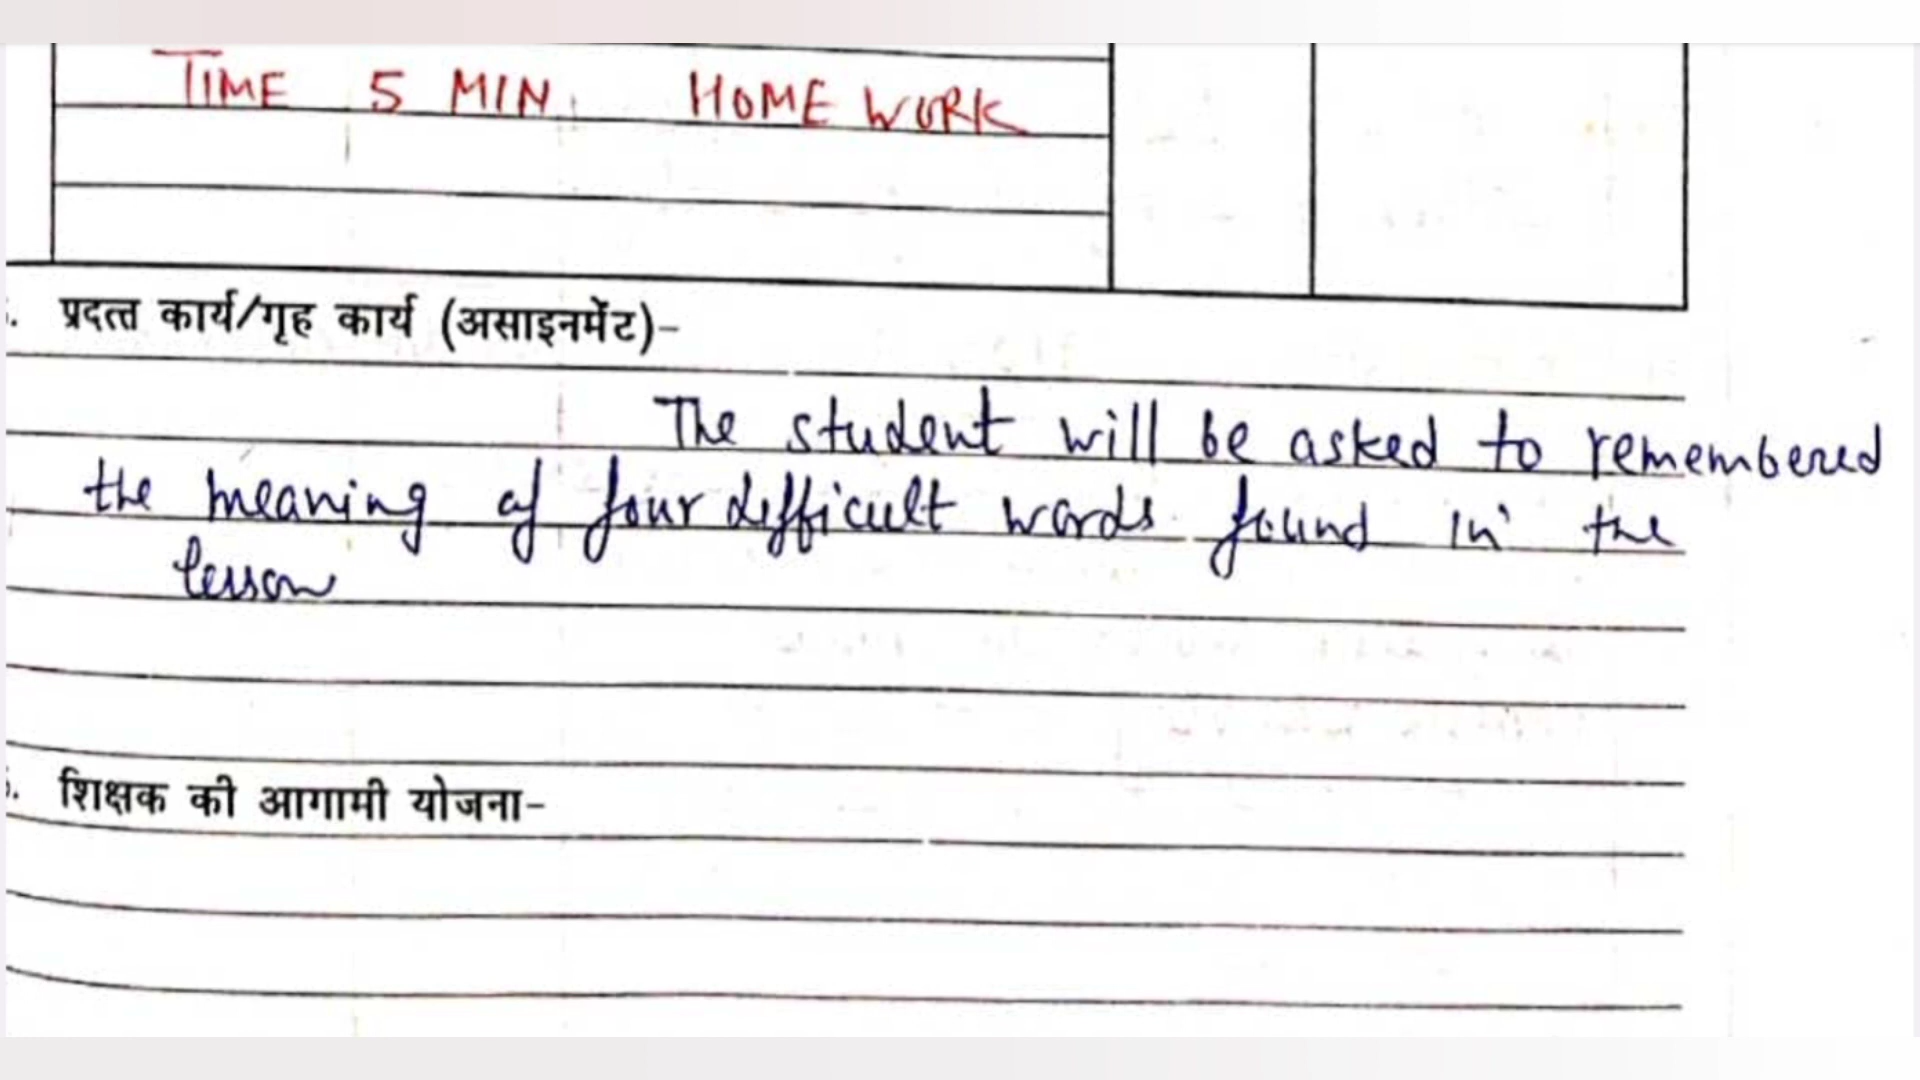 TIME 5 MIN HOME WORK
. प्रदत्त कार्य/गृह कार्य (असाइनमेंट)-
The student will be asked to remembered
the meaning of four difficult words found in the
lesson
. शिक्षक की आगामी योजना-